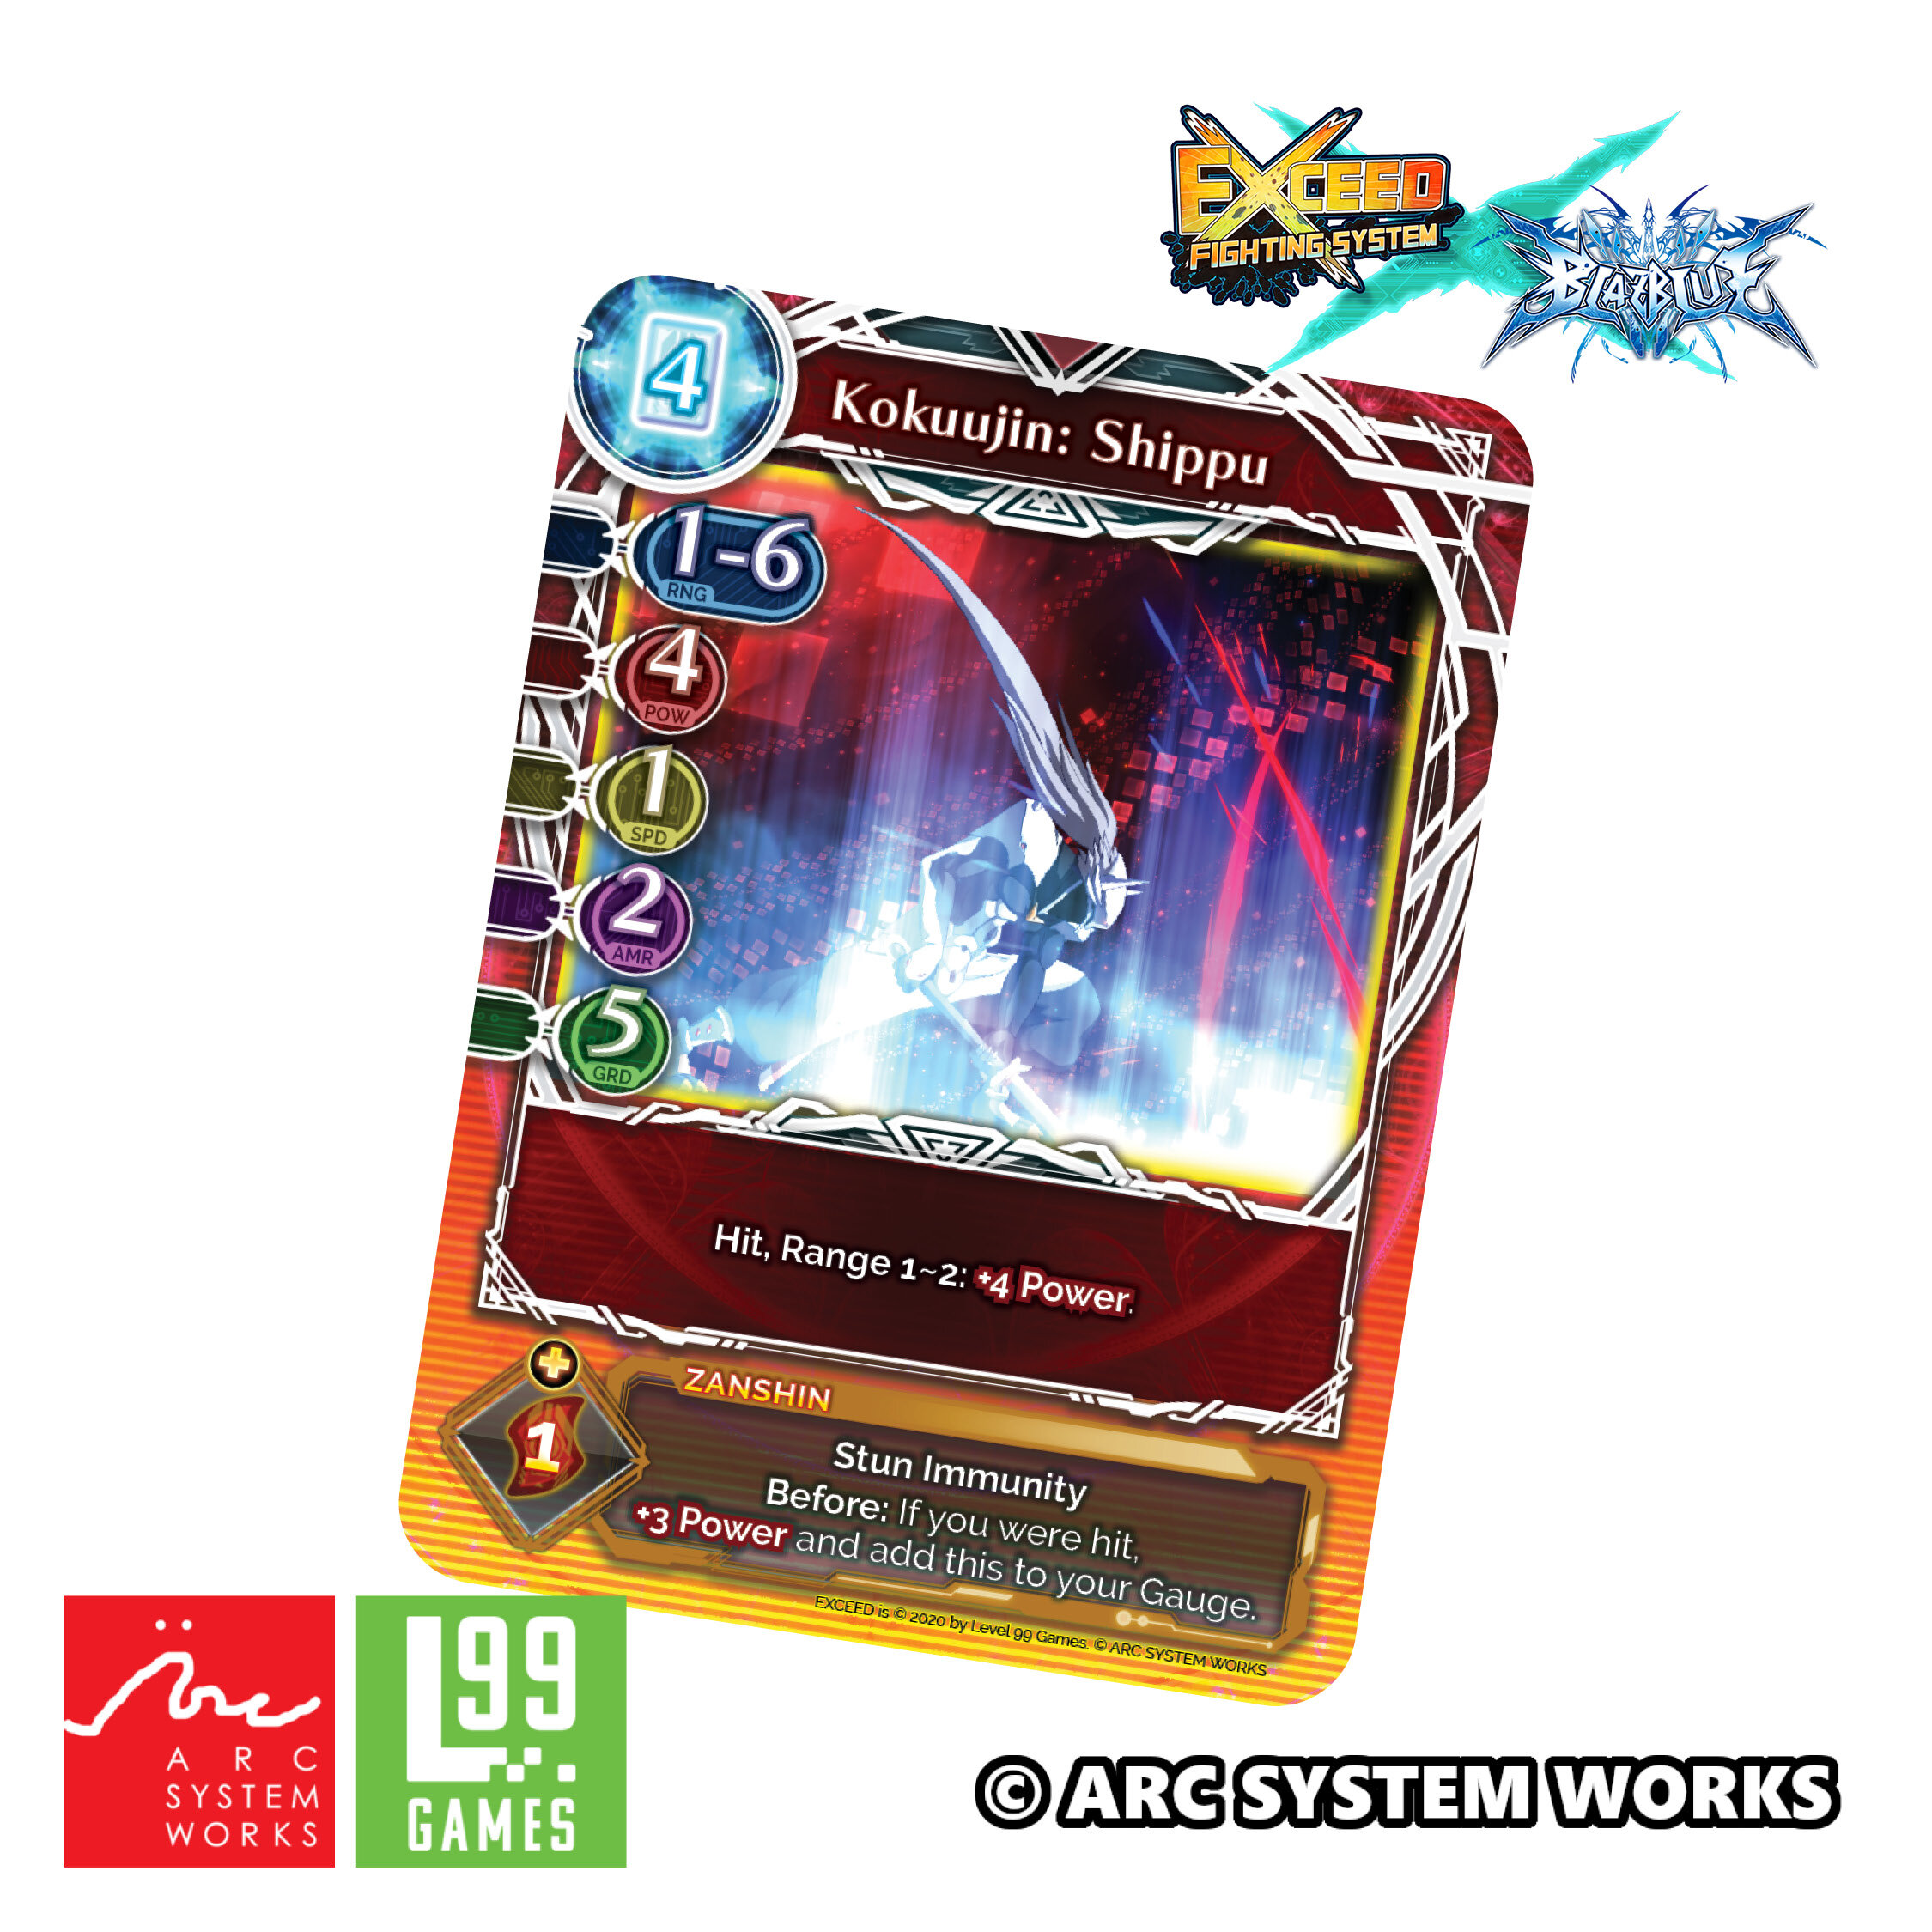 EXCEED
FIGHTING SYSTEM
BLAZBLUE
4
Kokuujin: Shippu
1-6
RNG
4
POW
1
SPD
2
AMR
5
GRD
Hit, Range 1~2: +4 Power.
+
1
ZANSHIN
Stun Immunity
Before: If you were hit,
+3 Power and add this to your Gauge.
EXCEED is © 2020 by Level 99 Games. © ARC SYSTEM WORKS
Arc
ARC
SYSTEM
WORKS
L99
GAMES
© ARC SYSTEM WORKS